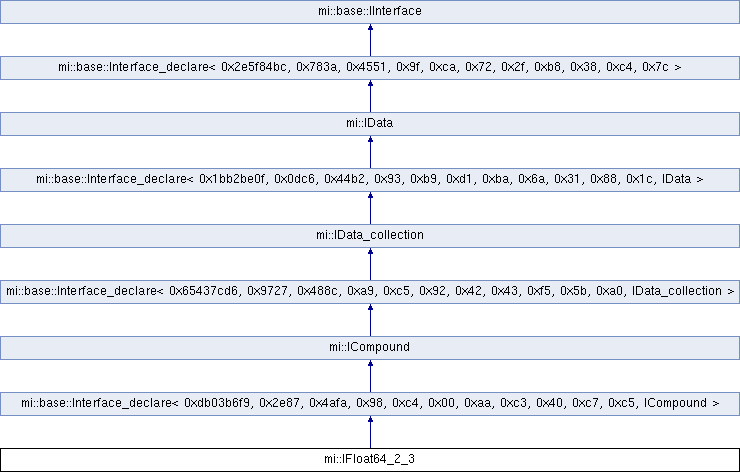 mi::base::IInterface
mi::base::Interface_declare< 0x2e5f84bc, 0x783a, 0x4551, 0x9f, 0xca, 0x72, 0x2f, 0xb8, 0x38, 0xc4, 0x7c >
mi::IData
mi::base::Interface_declare< 0x1bb2be0f, 0x0dc6, 0x44b2, 0x93, 0xb9, 0xd1, 0xba, 0x6a, 0x31, 0x88, 0x1c, IData >
mi::IData_collection
mi::base::Interface_declare< 0x65437cd6, 0x9727, 0x488c, 0xa9, 0xc5, 0x92, 0x42, 0x43, 0xf5, 0x5b, 0xa0, IData_collection >
mi::ICompound
mi::base::Interface_declare< 0xdb03b6f9, 0x2e87, 0x4afa, 0x98, 0xc4, 0x00, 0xaa, 0xc3, 0x40, 0xc7, 0xc5, ICompound >
mi::IFloat64_2_3